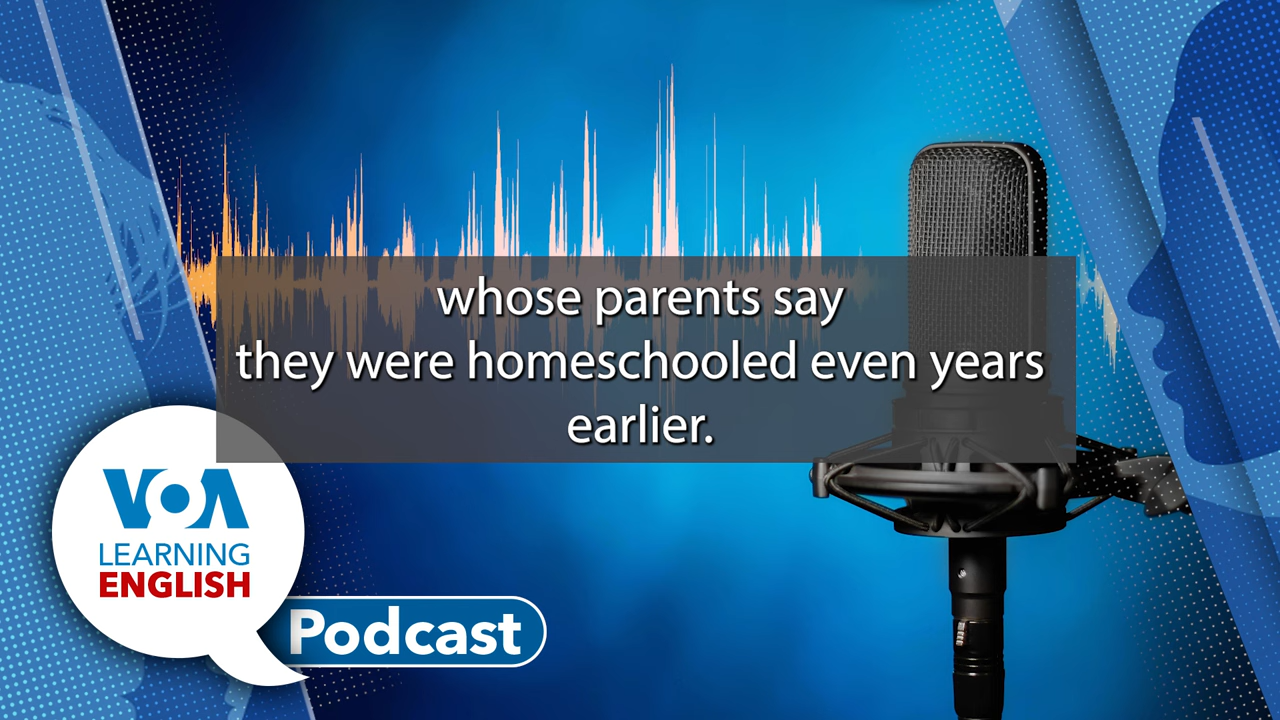 whose parents say
they were homeschooled even years
earlier.
VOA
LEARNING
ENGLISH
Podcast